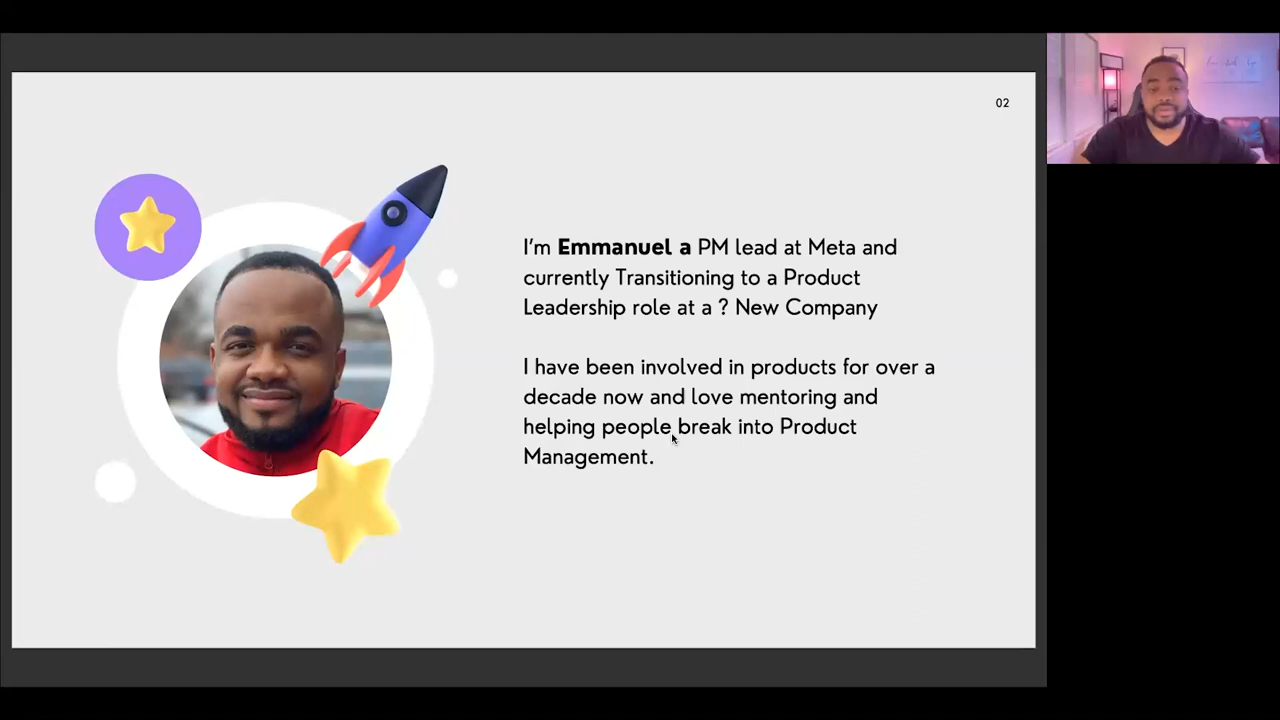 02
I'm Emmanuel a PM lead at Meta and
currently Transitioning to a Product
Leadership role at a ? New Company
I have been involved in products for over a
decade now and love mentoring and
helping people break into Product
Management.